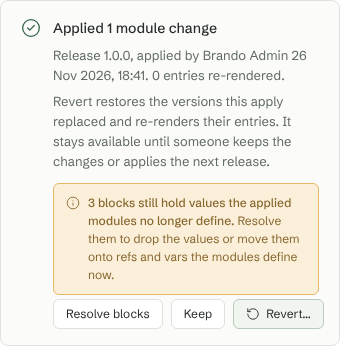 Applied 1 module change
Release 1.0.0, applied by Brando Admin 26
Nov 2026, 18:41. 0 entries re-rendered.
Revert restores the versions this apply
replaced and re-renders their entries. It
stays available until someone keeps the
changes or applies the next release.
3 blocks still hold values the applied
modules no longer define. Resolve
them to drop the values or move them
onto refs and vars the modules define
now.
Resolve blocks Keep Revert...